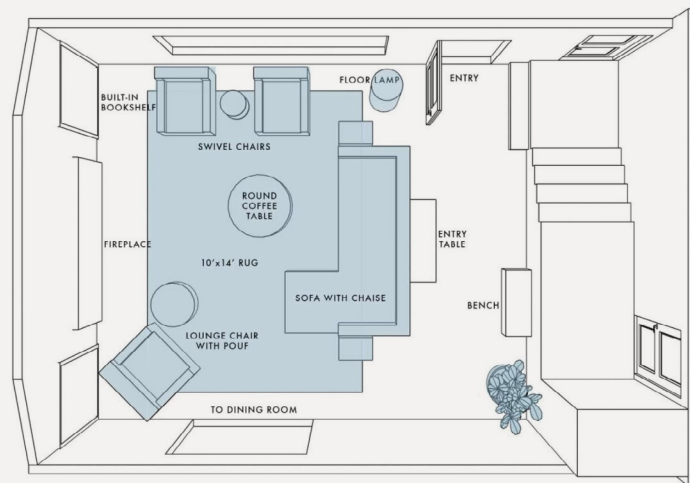 FLOOR LAMP
ENTRY
BUILT-IN
BOOKSHELF
SWIVEL CHAIRS
ROUND
COFFEE
TABLE
ENTRY
TABLE
FIREPLACE
10'x14' RUG
SOFA WITH CHAISE
BENCH
LOUNGE CHAIR
WITH POUF
TO DINING ROOM